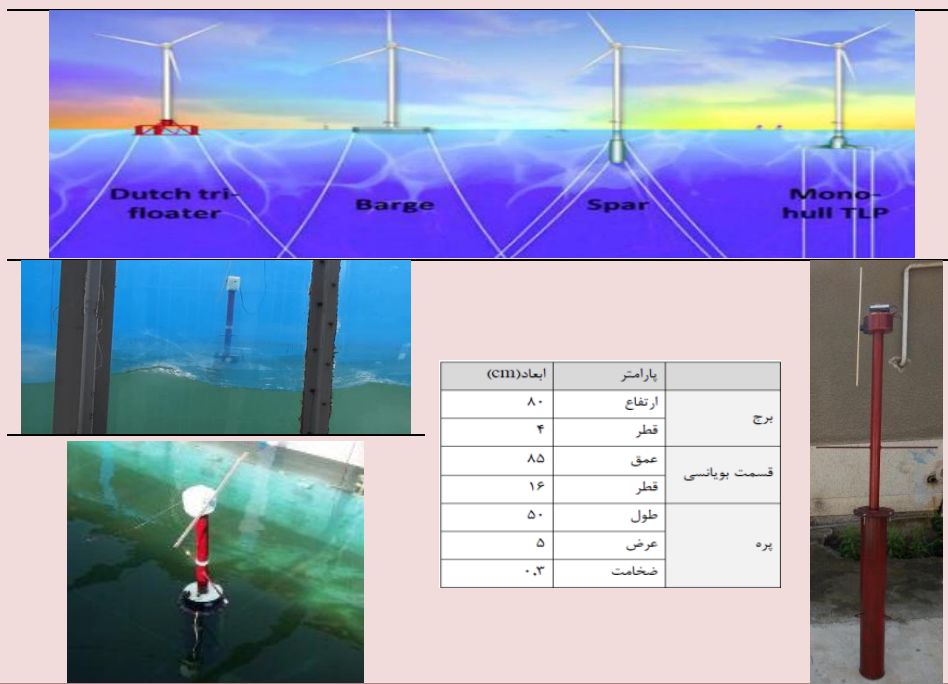 Dutch tri-
floater
Barge
Spar
Mono-
hull TLP
پارامتر ابعاد(cm)
برج
ارتفاع ۸۰
قطر ۴
قسمت بویانسی
عمق ۸۵
قطر ۱۶
پره
طول ۵۰
عرض ۵
ضخامت ۰.۳